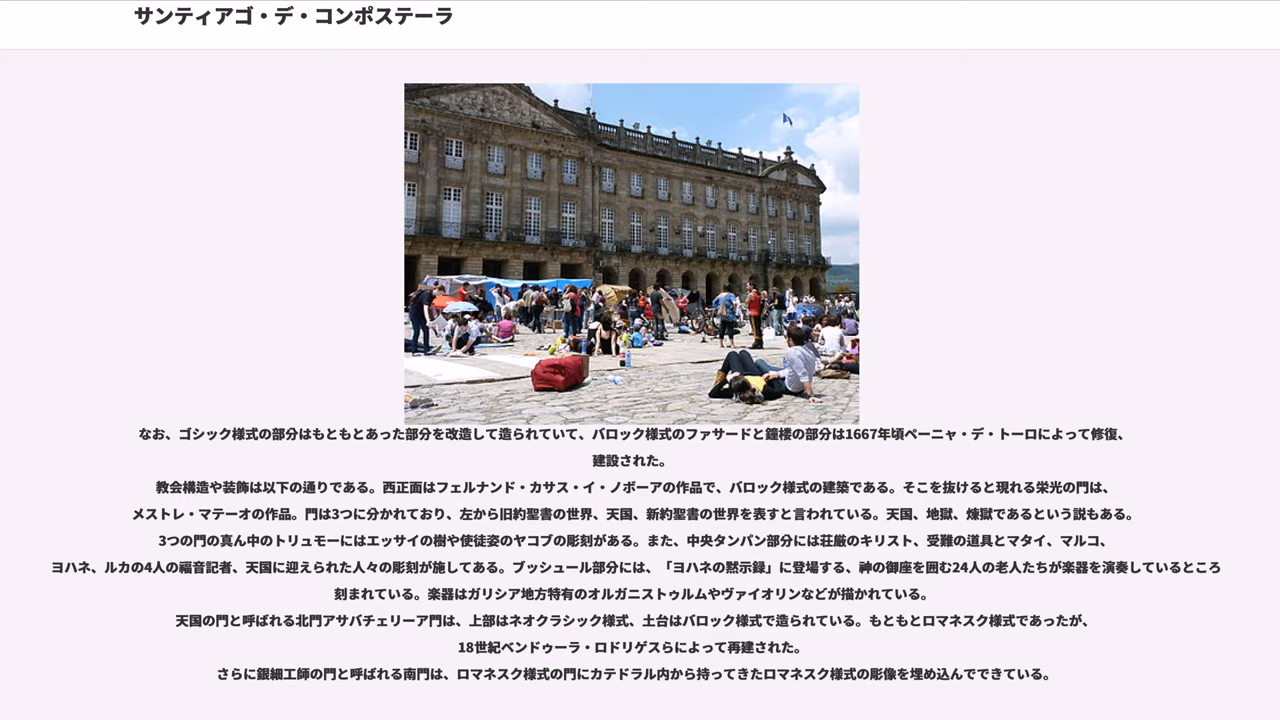 サンティアゴ・デ・コンポステーラ
なお、ゴシック様式の部分はもともとあった部分を改造して造られていて、バロック様式のファサードと鐘楼の部分は1667年頃ペーニャ・デ・トーロによって修復、
建設された。
教会構造や装飾は以下の通りである。西正面はフェルナンド・カサス・イ・ノボーアの作品で、バロック様式の建築である。そこを抜けると現れる栄光の門は、
メストレ・マテーオの作品。門は3つに分かれており、左から旧約聖書の世界、天国、新約聖書の世界を表すと言われている。天国、地獄、煉獄であるという説もある。
3つの門の真ん中のトリュモーにはエッサイの樹や使徒姿のヤコブの彫刻がある。また、中央タンパン部分には荘厳のキリスト、受難の道具とマタイ、マルコ、
ヨハネ、ルカの4人の福音記者、天国に迎えられた人々の彫刻が施してある。ブッシュール部分には、「ヨハネの黙示録」に登場する、神の御座を囲む24人の老人たちが楽器を演奏しているところ
刻まれている。楽器はガリシア地方特有のオルガニストゥルムやヴァイオリンなどが描かれている。
天国の門と呼ばれる北門アサバチェリーア門は、上部はネオクラシック様式、土台はバロック様式で造られている。もともとロマネスク様式であったが、
18世紀ベンドゥーラ・ロドリゲスらによって再建された。
さらに銀細工師の門と呼ばれる南門は、ロマネスク様式の門にカテドラル内から持ってきたロマネスク様式の彫像を埋め込んでできている。